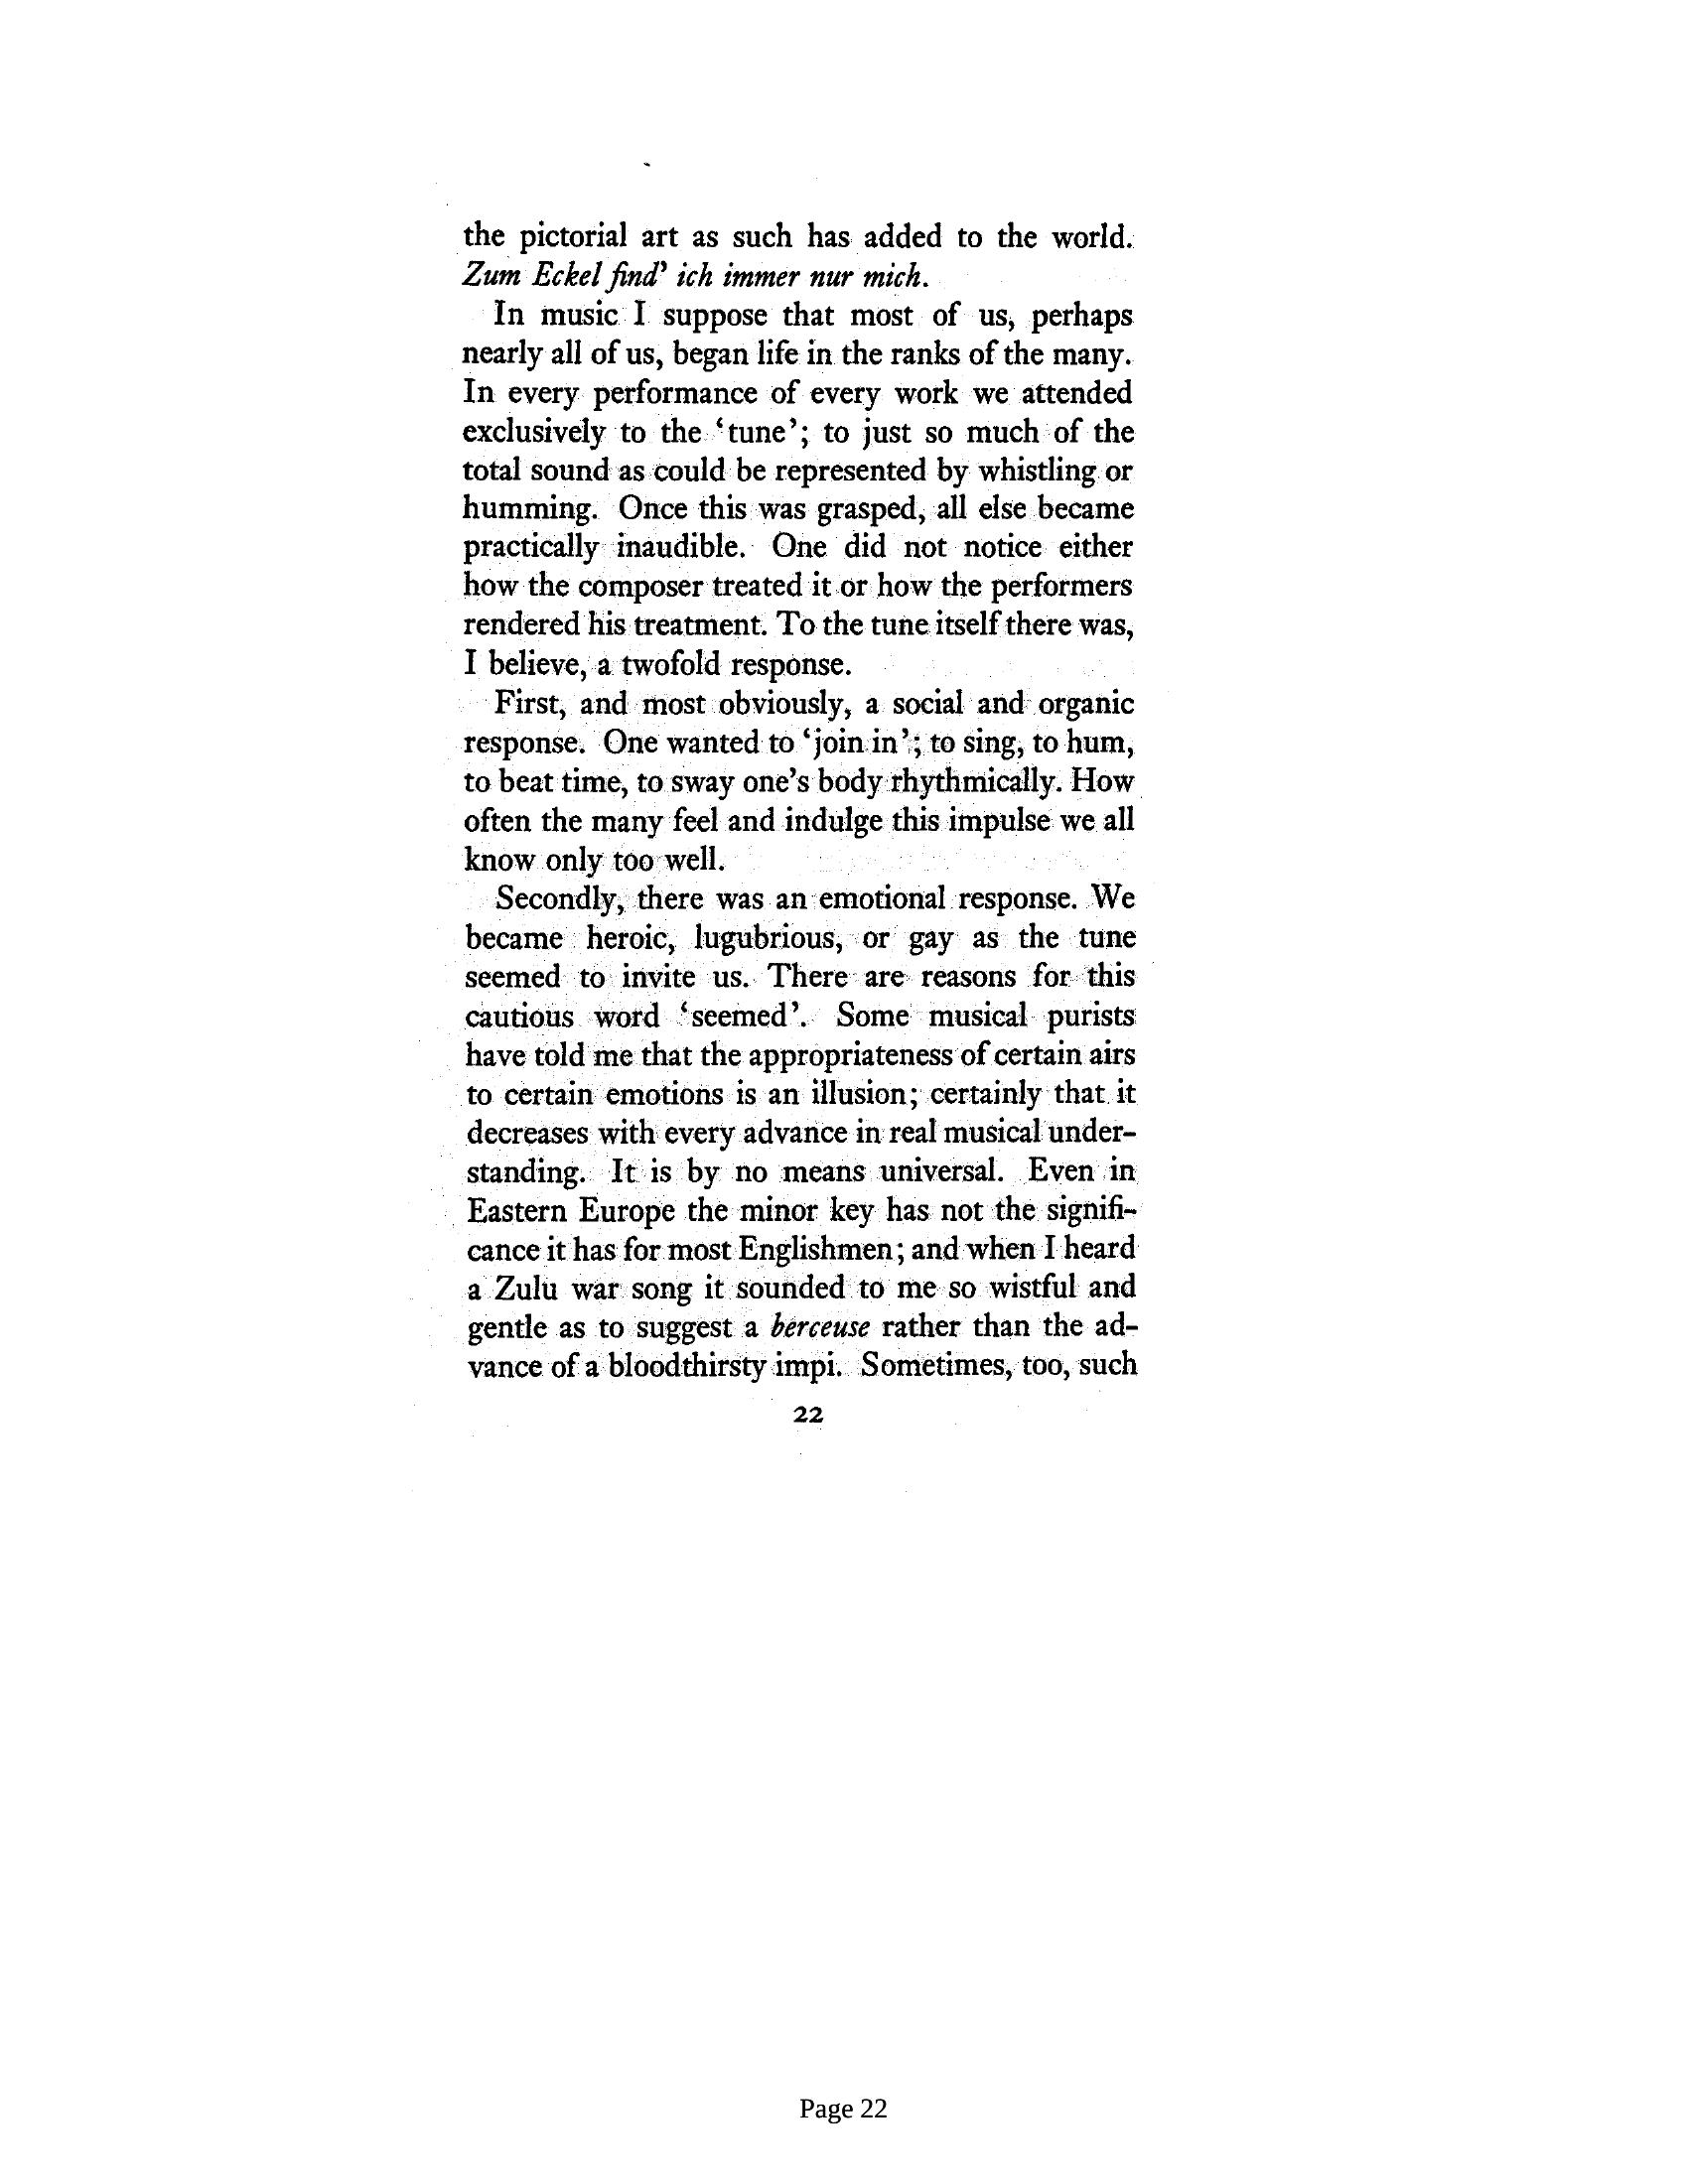 the pictorial art as such has added to the world.
Zum Eckel find’ ich immer nur mich.
In music I suppose that most of us, perhaps
nearly all of us, began life in the ranks of the many.
In every performance of every work we attended
exclusively to the ‘tune’; to just so much of the
total sound as could be represented by whistling or
humming. Once this was grasped, all else became
practically inaudible. One did not notice either
how the composer treated it or how the performers
rendered his treatment. To the tune itself there was,
I believe, a twofold response.
First, and most obviously, a social and organic
response. One wanted to ‘join in’; to sing, to hum,
to beat time, to sway one’s body rhythmically. How
often the many feel and indulge this impulse we all
know only too well.
Secondly, there was an emotional response. We
became heroic, lugubrious, or gay as the tune
seemed to invite us. There are reasons for this
cautious word ‘seemed’. Some musical purists
have told me that the appropriateness of certain airs
to certain emotions is an illusion; certainly that it
decreases with every advance in real musical under-
standing. It is by no means universal. Even in
Eastern Europe the minor key has not the signifi-
cance it has for most Englishmen; and when I heard
a Zulu war song it sounded to me so wistful and
gentle as to suggest a berceuse rather than the ad-
vance of a bloodthirsty impi. Sometimes, too, such
22
Page 22